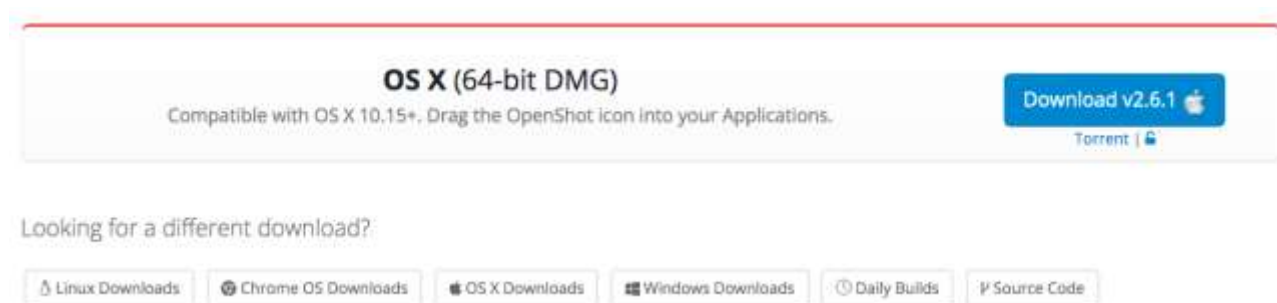 OS X (64-bit DMG)
Compatible with OS X 10.15+. Drag the OpenShot icon into your Applications.
Download v2.6.1
Torrent |
Looking for a different download?
Linux Downloads Chrome OS Downloads OS X Downloads Windows Downloads Daily Builds Source Code